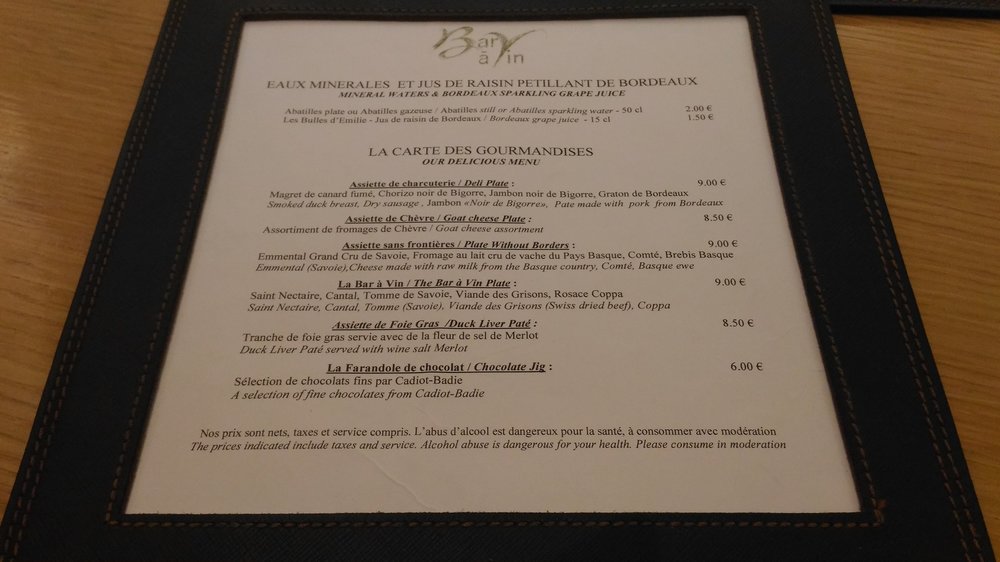 Bar
à Vin
EAUX MINERALES ET JUS DE RAISIN PETILLANT DE BORDEAUX
MINERAL WATERS & BORDEAUX SPARKLING GRAPE JUICE
Abatilles plate ou Abatilles gazeuse / Abatilles still or Abatilles sparkling water - 50 cl 2.00 €
Les Bulles d'Emilie - Jus de raisin de Bordeaux / Bordeaux grape juice - 15 cl 1.50 €
LA CARTE DES GOURMANDISES
OUR DELICIOUS MENU
Assiette de charcuterie / Deli Plate : 9.00 €
Magret de canard fumé, Chorizo noir de Bigorre, Jambon noir de Bigorre, Graton de Bordeaux
Smoked duck breast, Dry sausage , Jambon «Noir de Bigorre», Pate made with pork from Bordeaux
Assiette de Chèvre / Goat cheese Plate : 8.50 €
Assortiment de fromages de Chèvre / Goat cheese assortment
Assiette sans frontières / Plate Without Borders : 9.00 €
Emmental Grand Cru de Savoie, Fromage au lait cru de vache du Pays Basque, Comté, Brebis Basque
Emmental (Savoie),Cheese made with raw milk from the Basque country, Comté, Basque ewe
La Bar à Vin / The Bar à Vin Plate : 9.00 €
Saint Nectaire, Cantal, Tomme de Savoie, Viande des Grisons, Rosace Coppa
Saint Nectaire, Cantal, Tomme (Savoie), Viande des Grisons (Swiss dried beef), Coppa
Assiette de Foie Gras /Duck Liver Paté : 8.50 €
Tranche de foie gras servie avec de la fleur de sel de Merlot
Duck Liver Paté served with wine salt Merlot
La Farandole de chocolat / Chocolate Jig : 6.00 €
Sélection de chocolats fins par Cadiot-Badie
A selection of fine chocolates from Cadiot-Badie
Nos prix sont nets, taxes et service compris. L'abus d'alcool est dangereux pour la santé, à consommer avec modération
The prices indicated include taxes and service. Alcohol abuse is dangerous for your health. Please consume in moderation